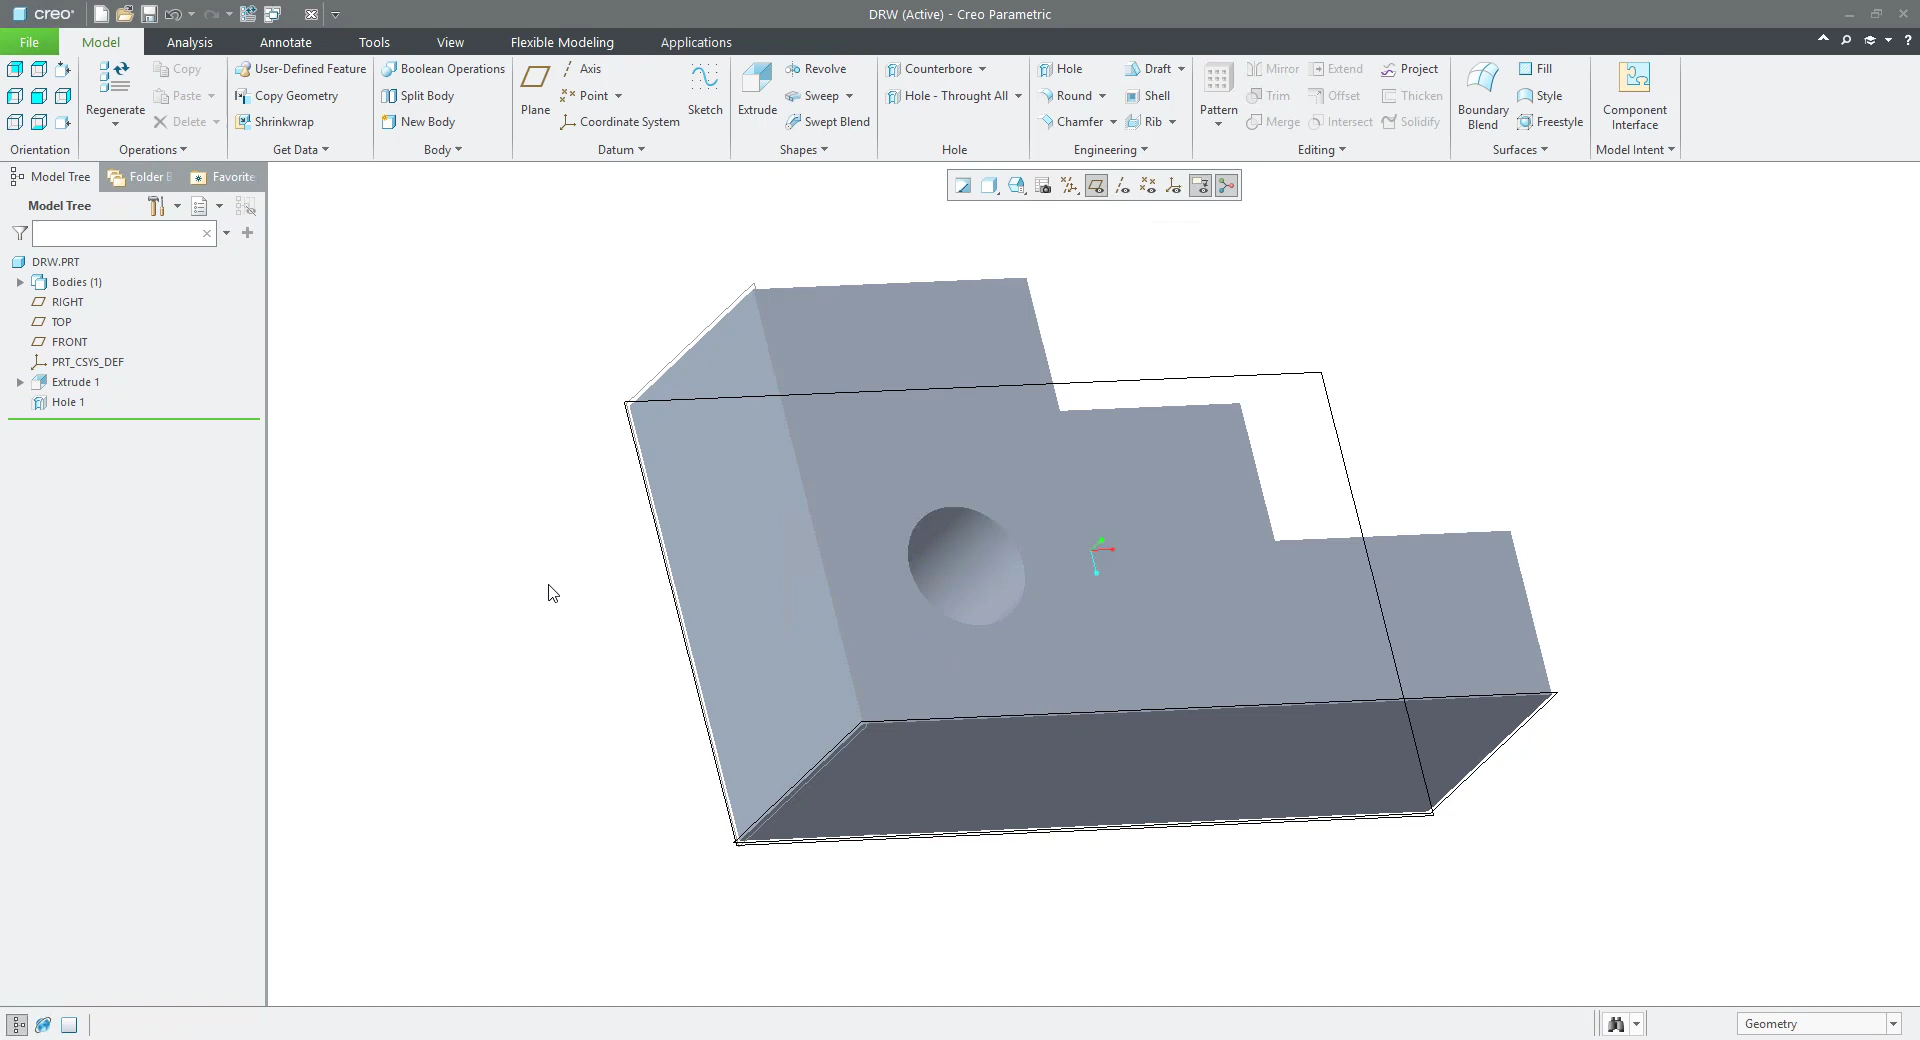 creo®
DRW (Active) - Creo Parametric
File Model Analysis Annotate Tools View Flexible Modeling Applications ?
Regenerate
Copy
Paste
Delete
User-Defined Feature
Copy Geometry
Shrinkwrap
Boolean Operations
Split Body
New Body
Plane
Axis
Point
Coordinate System
Sketch
Extrude
Revolve
Sweep
Swept Blend
Counterbore
Hole - Throught All
Hole
Round
Chamfer
Draft
Shell
Rib
Pattern
Mirror
Trim
Merge
Extend
Offset
Intersect
Project
Thicken
Solidify
Boundary
Blend
Fill
Style
Freestyle
Component
Interface
Orientation Operations Get Data Body Datum Shapes Hole Engineering Editing Surfaces Model Intent
Model Tree Folder Favorite
Model Tree
DRW.PRT
Bodies (1)
RIGHT
TOP
FRONT
PRT_CSYS_DEF
Extrude 1
Hole 1
Geometry